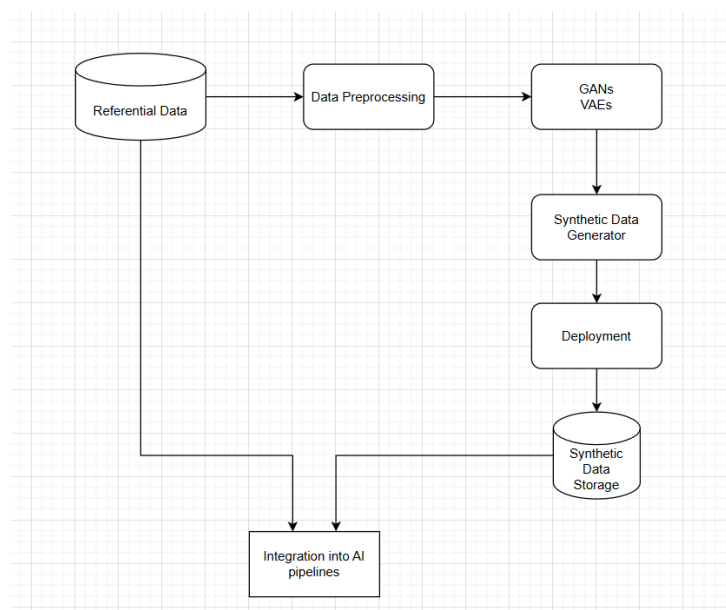 Referential Data
Data Preprocessing
GANs
VAEs
Synthetic Data
Generator
Deployment
Synthetic
Data
Storage
Integration into AI
pipelines